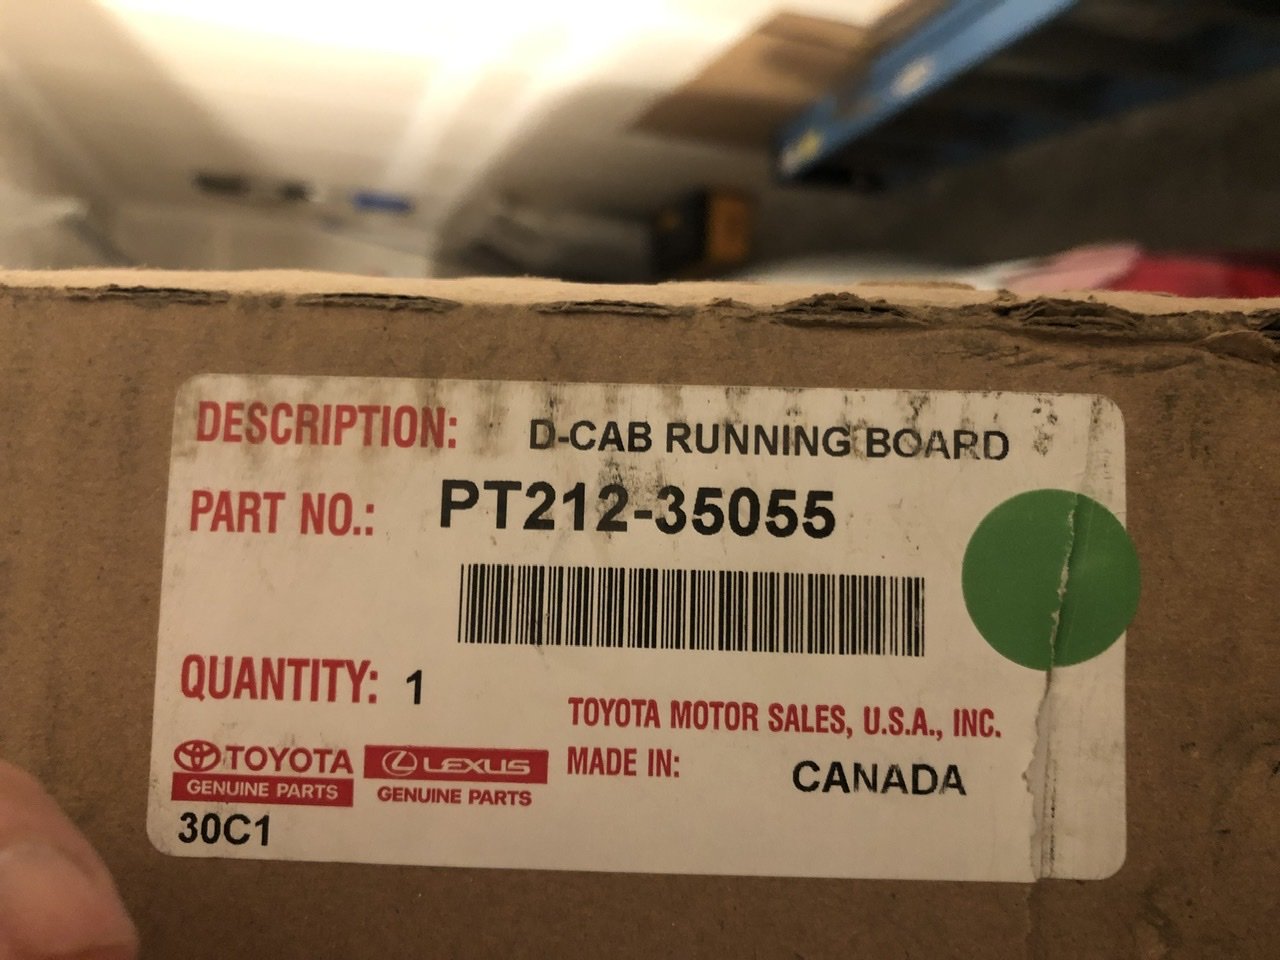 DESCRIPTION: D-CAB RUNNING BOARD
PART NO.: PT212-35055
QUANTITY: 1
TOYOTA MOTOR SALES, U.S.A., INC.
MADE IN: CANADA
TOYOTA
GENUINE PARTS
LEXUS
GENUINE PARTS
30C1